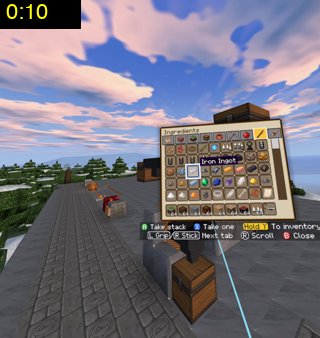 0:10
Ingredients
Iron Ingot
A Take stack X Take one Hold Y To inventory
L Grip/R Stick Next tab R Scroll B Close